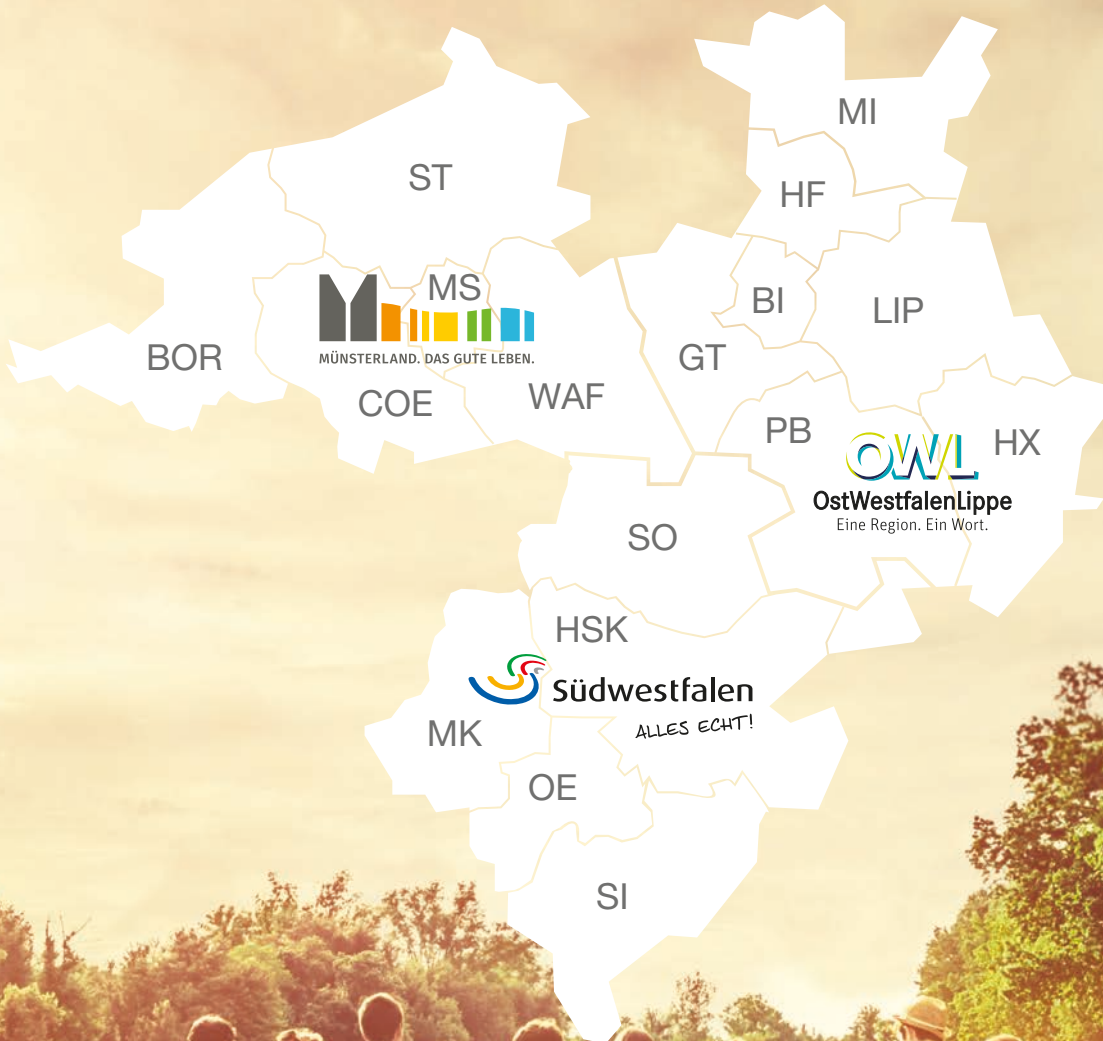 MI
ST
HF
MS
BI
LIP
MÜNSTERLAND. DAS GUTE LEBEN.
BOR
GT
COE
WAF
PB
HX
OWL
OstWestfalenLippe
Eine Region. Ein Wort.
SO
HSK
Südwestfalen
ALLES ECHT!
MK
OE
SI